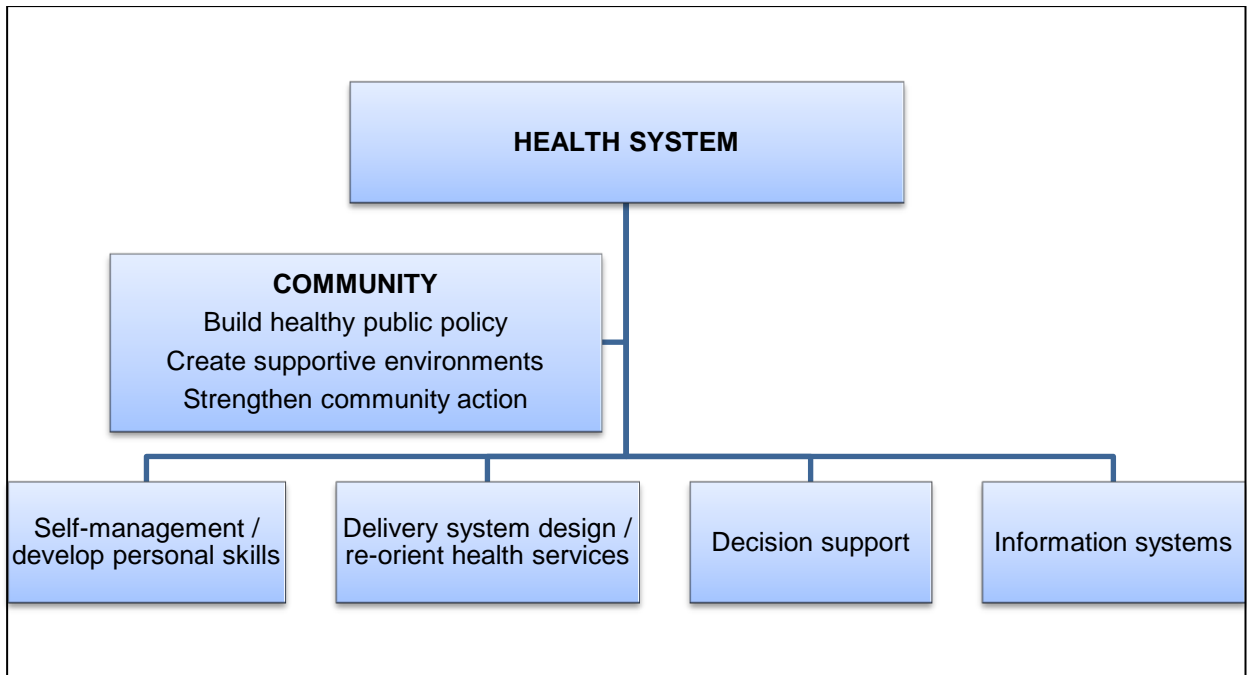 HEALTH SYSTEM
COMMUNITY
Build healthy public policy
Create supportive environments
Strengthen community action
Self-management /
develop personal skills
Delivery system design /
re-orient health services
Decision support
Information systems